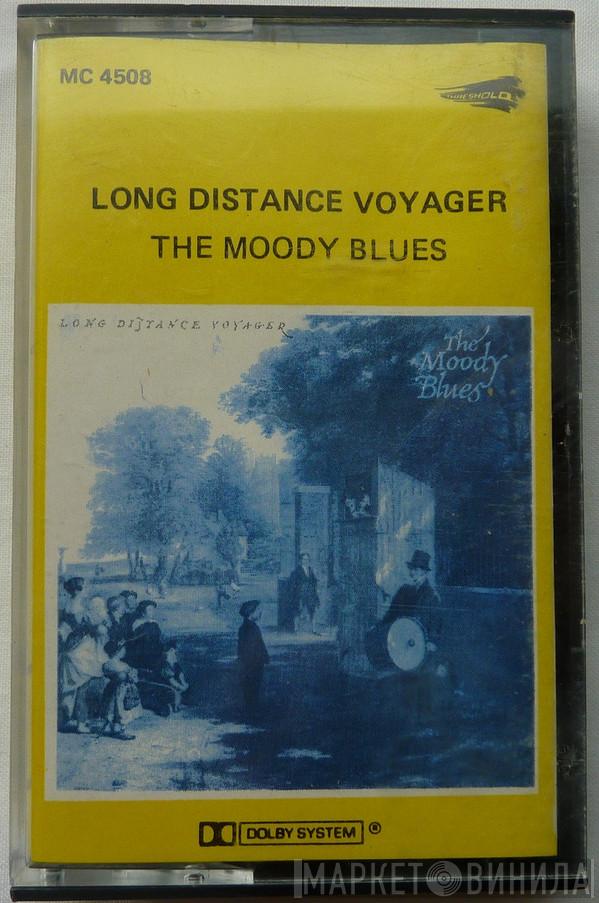 MC 4508
THRESHOLD
LONG DISTANCE VOYAGER
THE MOODY BLUES
LONG DISTANCE VOYAGER
The
Moody
Blues
DOLBY SYSTEM ®
МАРКЕТ ВИНИЛА